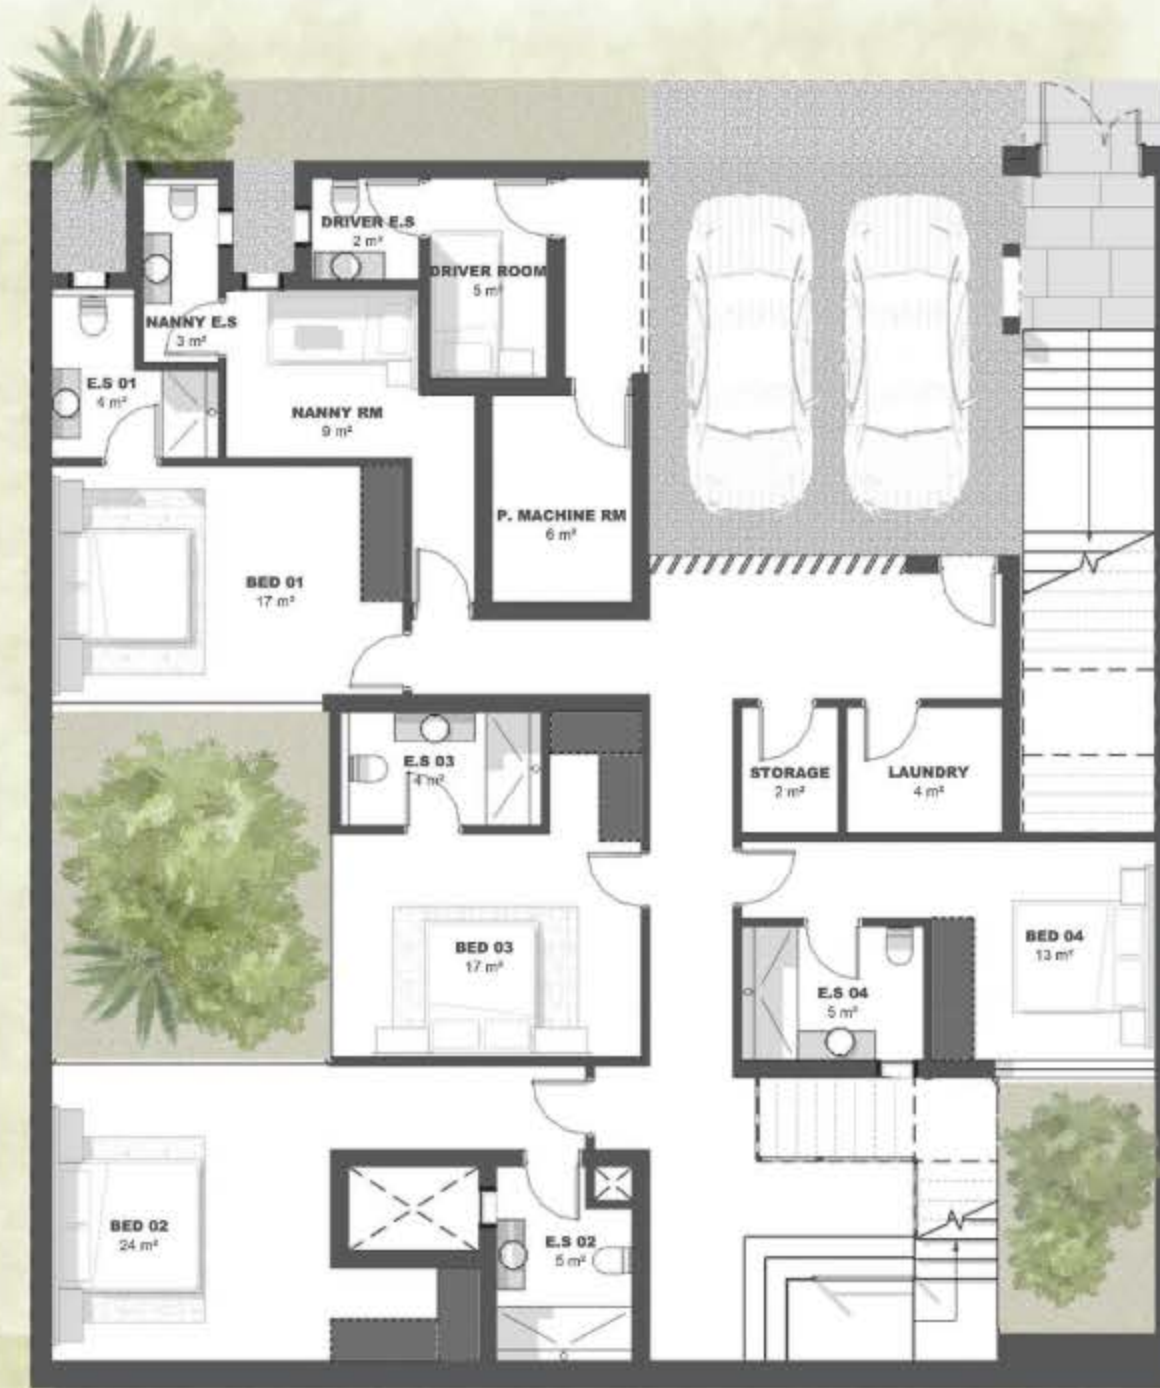 DRIVER E.S
2 m²
DRIVER ROOM
5 m²
NANNY E.S
3 m²
E.S 01
4 m²
NANNY RM
9 m²
P. MACHINE RM
6 m²
BED 01
17 m²
E.S 03
4 m²
STORAGE
2 m²
LAUNDRY
4 m²
BED 03
17 m²
BED 04
13 m²
E.S 04
5 m²
BED 02
24 m²
E.S 02
5 m²